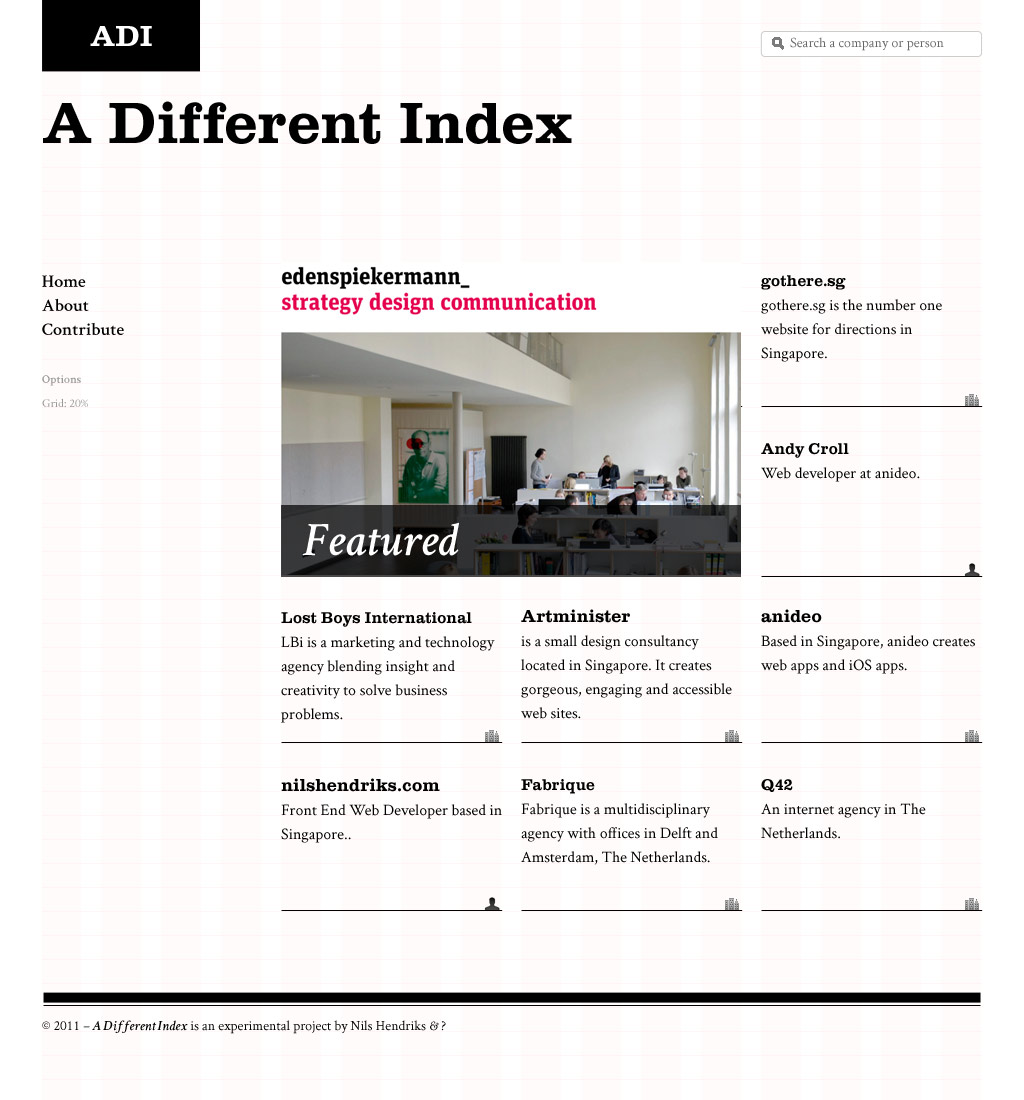 ADI
Search a company or person
A Different Index
Home
About
Contribute
Options
Grid: 20%
edenspiekermann_
strategy design communication
Featured
gothere.sg
gothere.sg is the number one
website for directions in
Singapore.
Andy Croll
Web developer at anideo.
Lost Boys International
LBi is a marketing and technology
agency blending insight and
creativity to solve business
problems.
Artminister
is a small design consultancy
located in Singapore. It creates
gorgeous, engaging and accessible
web sites.
anideo
Based in Singapore, anideo creates
web apps and iOS apps.
nilshendriks.com
Front End Web Developer based in
Singapore..
Fabrique
Fabrique is a multidisciplinary
agency with offices in Delft and
Amsterdam, The Netherlands.
Q42
An internet agency in The
Netherlands.
© 2011 – A Different Index is an experimental project by Nils Hendriks & ?